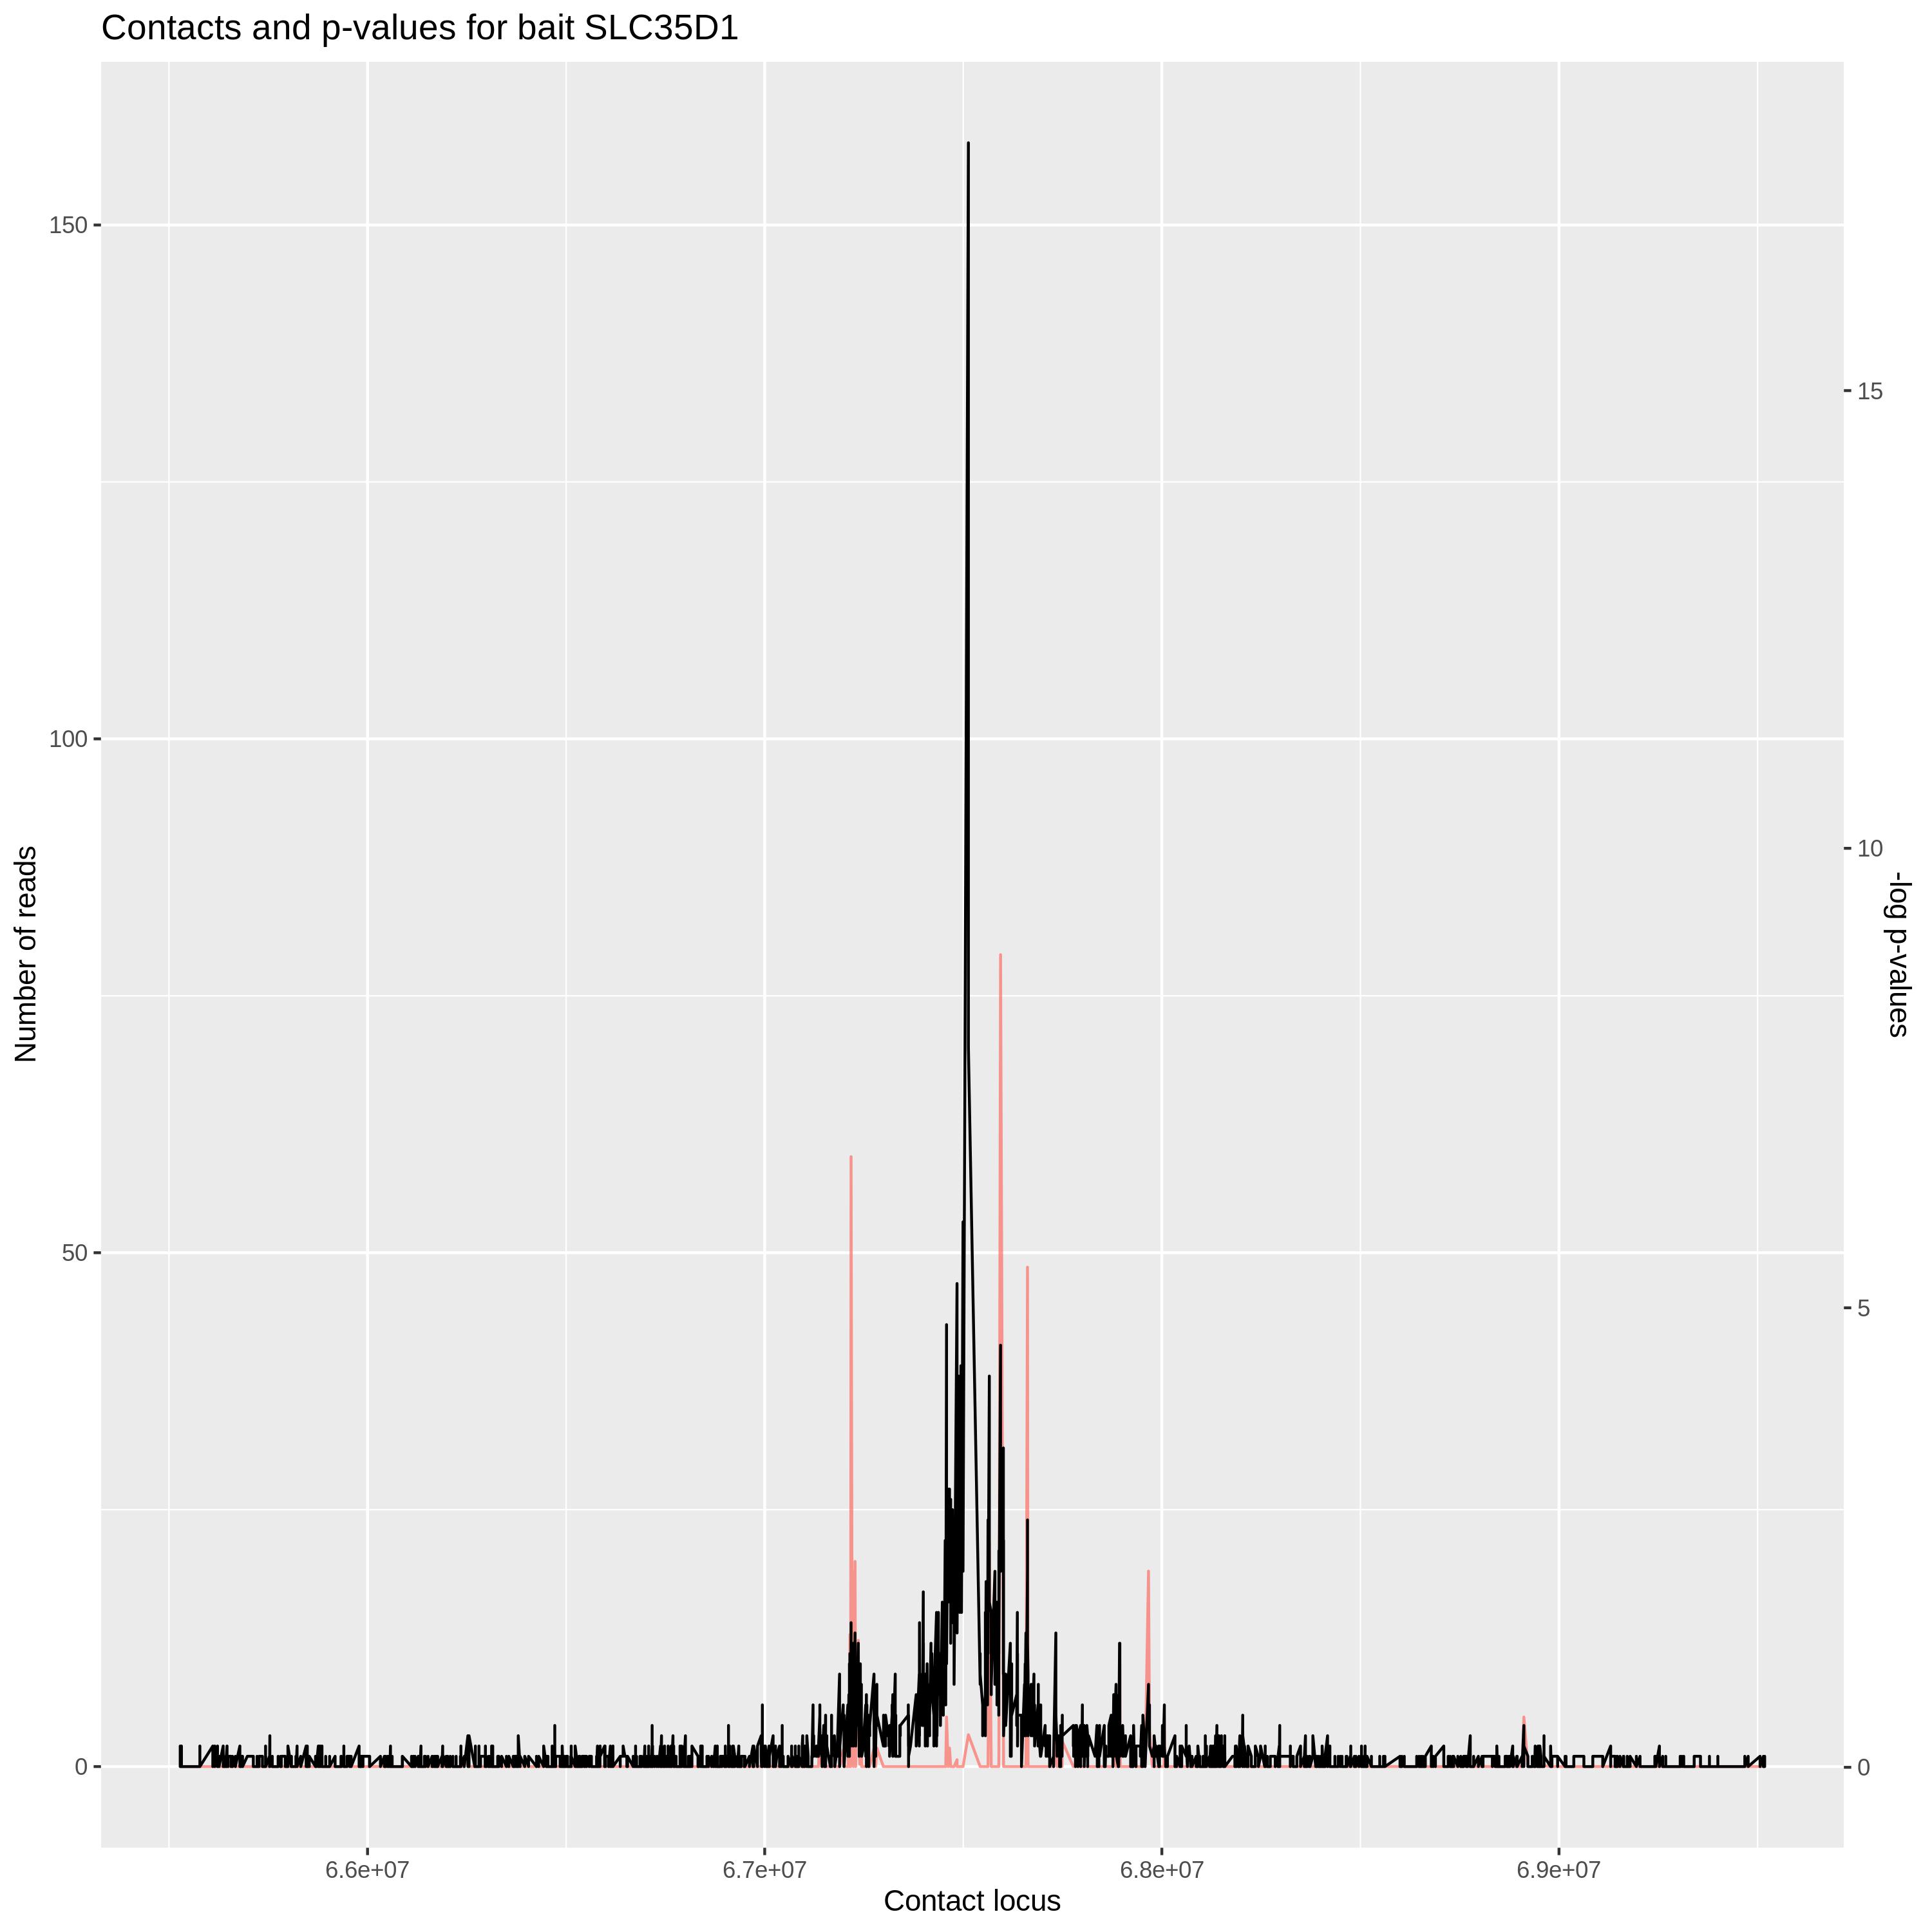 Contacts and p-values for bait SLC35D1
150
100
50
0
Number of reads
15
10
5
0
-log p-values
6.6e+07
6.7e+07
6.8e+07
6.9e+07
Contact locus